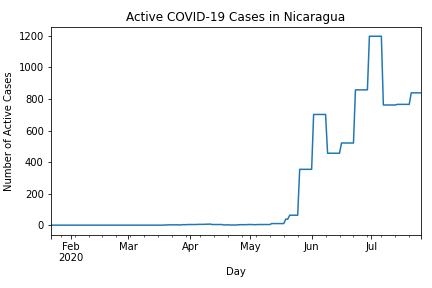 Active COVID-19 Cases in Nicaragua
1200
1000
800
600
400
200
0
Number of Active Cases
Feb Mar Apr May Jun Jul
2020
Day